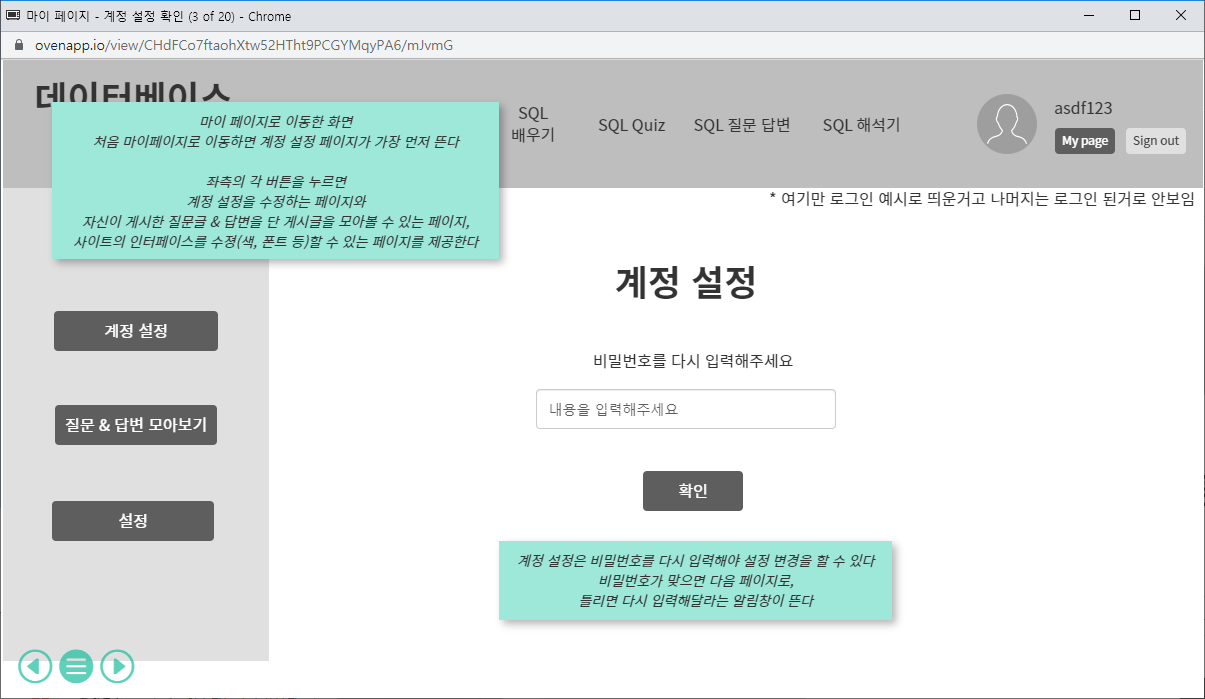 마이 페이지 - 계정 설정 확인 (3 of 20) - Chrome
ovenapp.io/view/CHdFCo7ftaohXtw52HTht9PCGYMqyPA6/mJvmG
데이터베이스
마이 페이지로 이동한 화면
처음 마이페이지로 이동하면 계정 설정 페이지가 가장 먼저 뜬다
좌측의 각 버튼을 누르면
계정 설정을 수정하는 페이지와
자신이 게시한 질문글 & 답변을 단 게시글을 모아볼 수 있는 페이지,
사이트의 인터페이스를 수정(색, 폰트 등)할 수 있는 페이지를 제공한다
SQL
배우기
SQL Quiz
SQL 질문 답변
SQL 해석기
asdf123
My page
Sign out
* 여기만 로그인 예시로 띄운거고 나머지는 로그인 된거로 안보임
계정 설정
질문 & 답변 모아보기
설정
계정 설정
비밀번호를 다시 입력해주세요
내용을 입력해주세요
확인
계정 설정은 비밀번호를 다시 입력해야 설정 변경을 할 수 있다
비밀번호가 맞으면 다음 페이지로,
틀리면 다시 입력해달라는 알림창이 뜬다